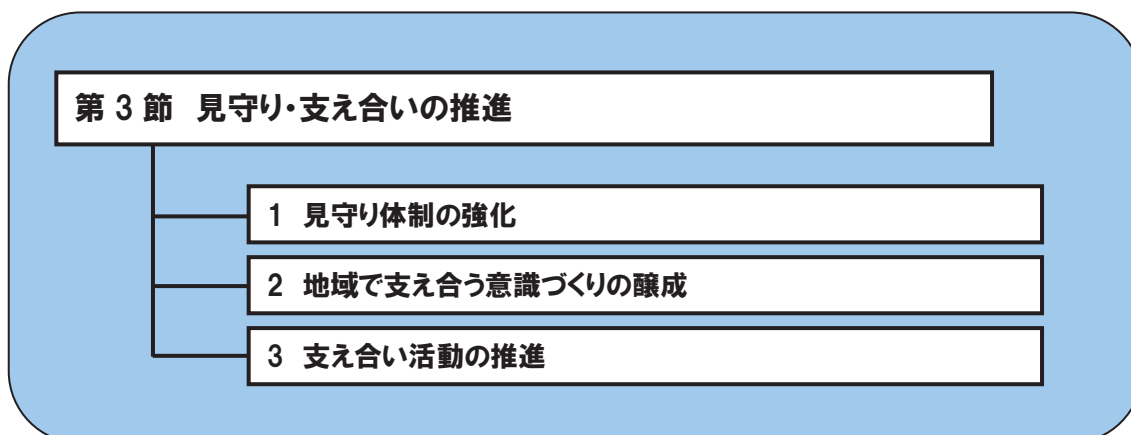 第 3 節 見守り・支え合いの推進
1 見守り体制の強化
2 地域で支え合う意識づくりの醸成
3 支え合い活動の推進